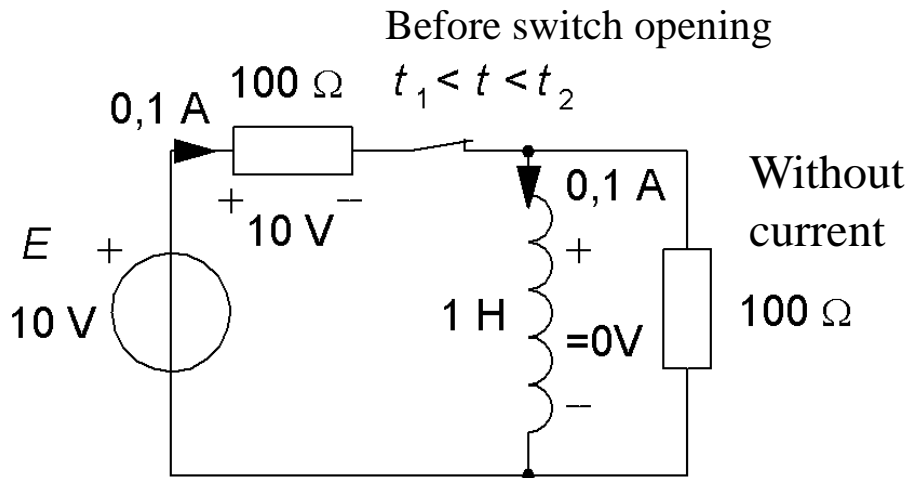 Before switch opening
100 Ω
t1 < t < t2
0,1 A
+ 10 V --
0,1 A
Without
current
E +
10 V
+
1 H
=0V
--
100 Ω